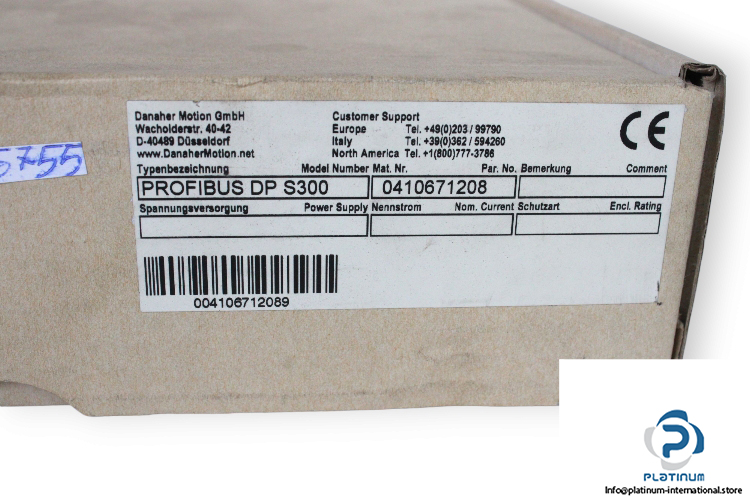 5755
Danaher Motion GmbH
Wacholderstr. 40-42
D-40489 Düsseldorf
www.DanaherMotion.net
Customer Support
Europe Tel. +49(0)203 / 99790
Italy Tel. +39(0)362 / 594260
North America Tel. +1(800)777-3786
CE
Typenbezeichnung Model Number Mat. Nr. Par. No. Bemerkung Comment
PROFIBUS DP S300 0410671208
Spannungsversorgung Power Supply Nennstrom Nom. Current Schutzart Encl. Rating
004106712089
PLATINUM
Info@platinum-international.store